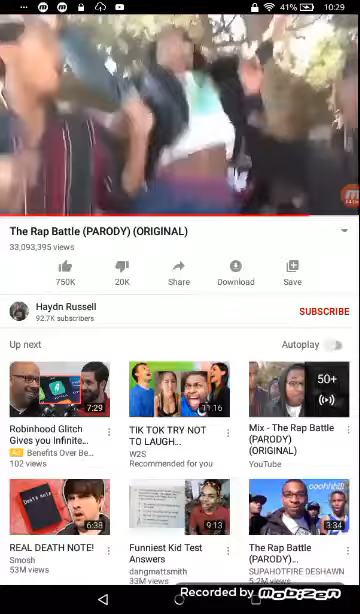 10:29
41%
The Rap Battle (PARODY) (ORIGINAL)
33,093,395 views
750K
20K
Share
Download
Save
Haydn Russell
92.7K subscribers
SUBSCRIBE
Up next
Autoplay
7:29
11:16
50+
Robinhood Glitch
Gives you Infinite...
Ad Benefits Over Be...
102 views
TIK TOK TRY NOT
TO LAUGH...
W2S
Recommended for you
Mix - The Rap Battle
(PARODY)
(ORIGINAL)
YouTube
Death note
6:38
9:13
ooohhhh!!!
3:34
REAL DEATH NOTE!
Smosh
53M views
Funniest Kid Test
Answers
dangmattsmith
33M views
The Rap Battle
(PARODY)...
SUPAHOTFIRE DESHAWN
5.2M views
Recorded by mobizen